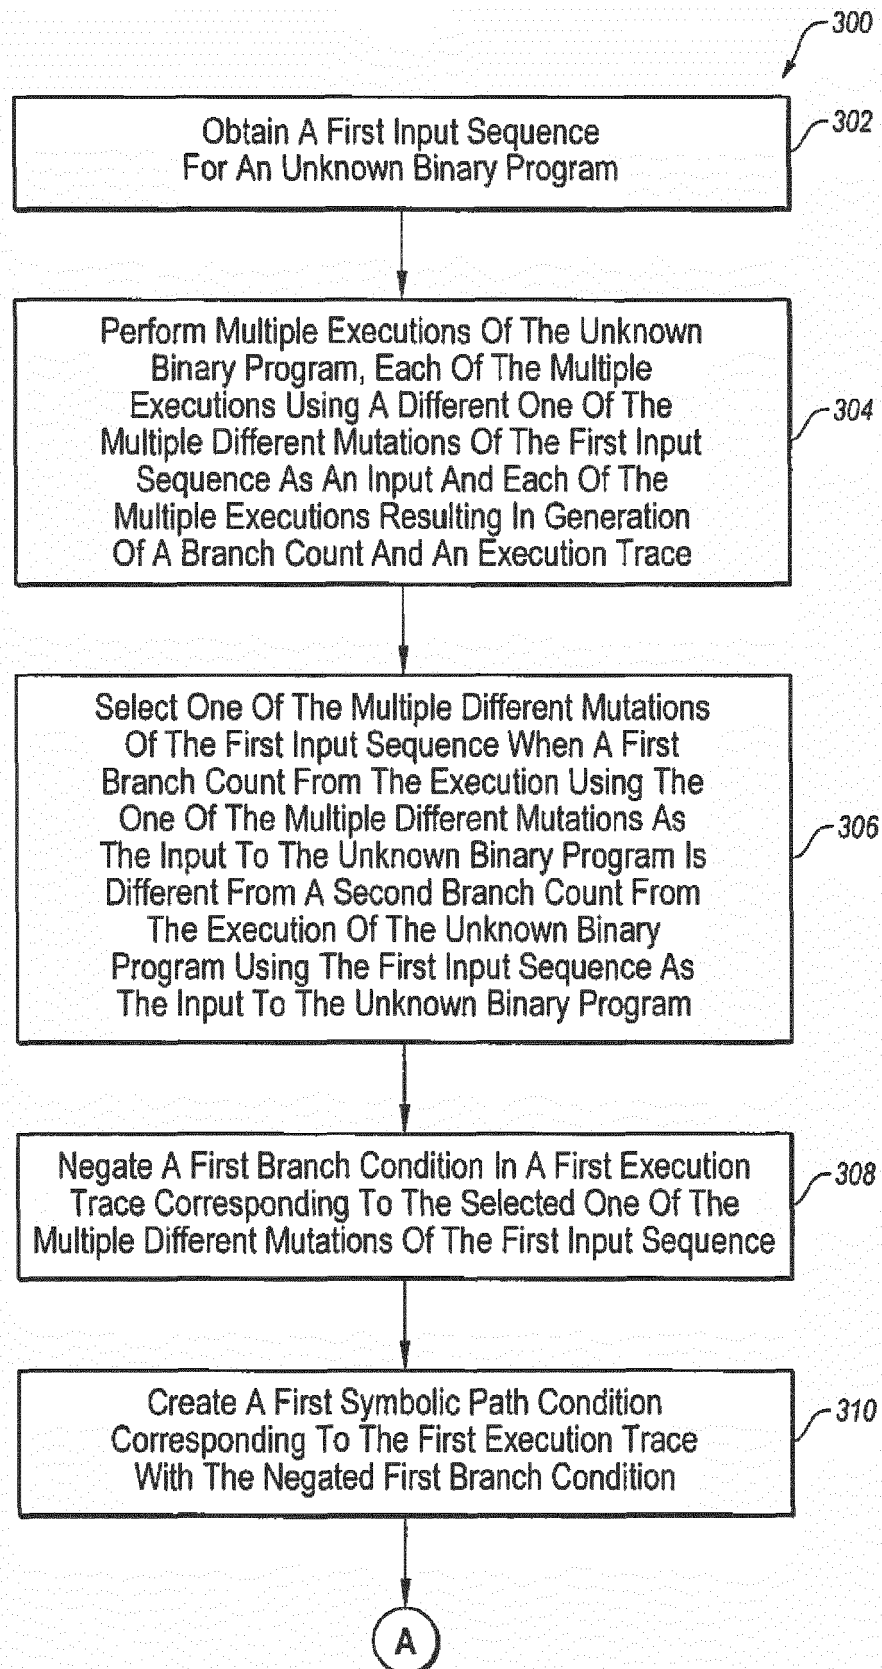 300
Obtain A First Input Sequence
For An Unknown Binary Program
302
Perform Multiple Executions Of The Unknown
Binary Program, Each Of The Multiple
Executions Using A Different One Of The
Multiple Different Mutations Of The First Input
Sequence As An Input And Each Of The
Multiple Executions Resulting In Generation
Of A Branch Count And An Execution Trace
304
Select One Of The Multiple Different Mutations
Of The First Input Sequence When A First
Branch Count From The Execution Using The
One Of The Multiple Different Mutations As
The Input To The Unknown Binary Program Is
Different From A Second Branch Count From
The Execution Of The Unknown Binary
Program Using The First Input Sequence As
The Input To The Unknown Binary Program
306
Negate A First Branch Condition In A First Execution
Trace Corresponding To The Selected One Of The
Multiple Different Mutations Of The First Input Sequence
308
Create A First Symbolic Path Condition
Corresponding To The First Execution Trace
With The Negated First Branch Condition
310
A